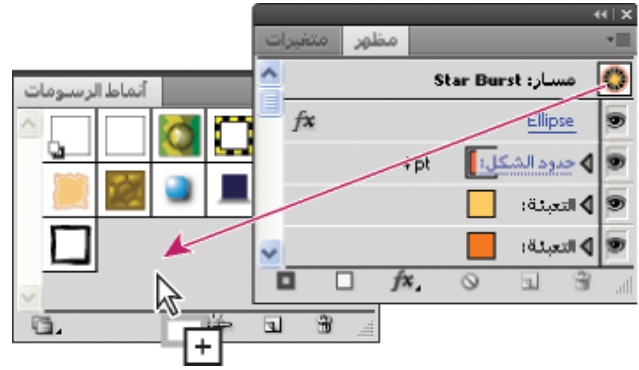 مظهر متغيرات
مسار: Star Burst
Ellipse
fx
حدود الشكل:
pt
التعبئة:
التعبئة:
fx
أنماط الرسومات